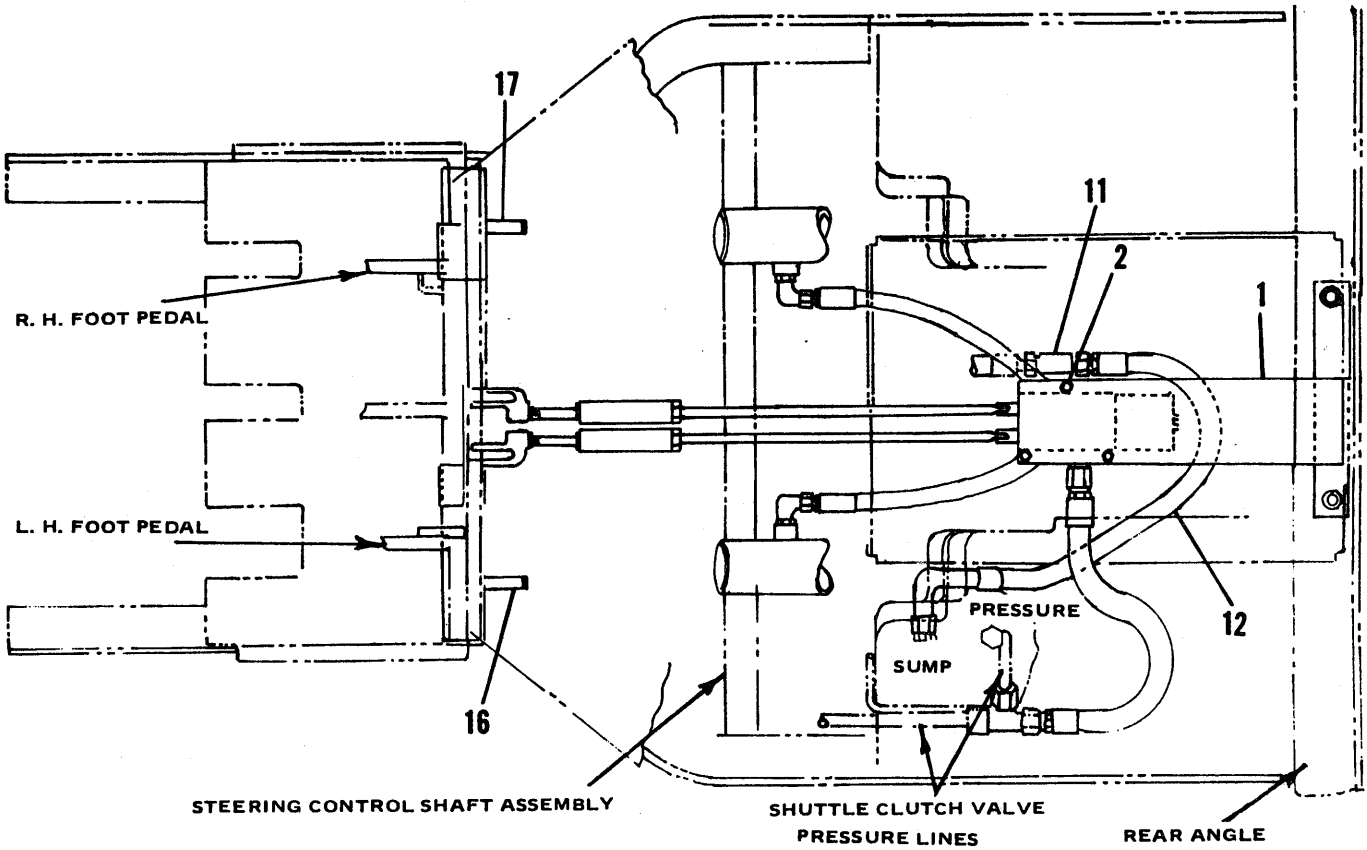 17
11
2
1
R. H. FOOT PEDAL
L. H. FOOT PEDAL
PRESSURE
12
SUMP
16
STEERING CONTROL SHAFT ASSEMBLY
SHUTTLE CLUTCH VALVE
PRESSURE LINES
REAR ANGLE